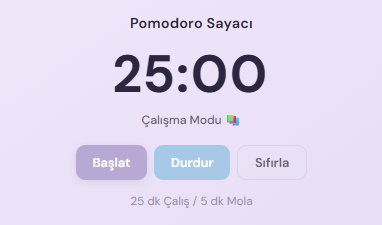 Pomodoro Sayacı
25:00
Çalışma Modu 📚
Başlat Durdur Sıfırla
25 dk Çalış / 5 dk Mola